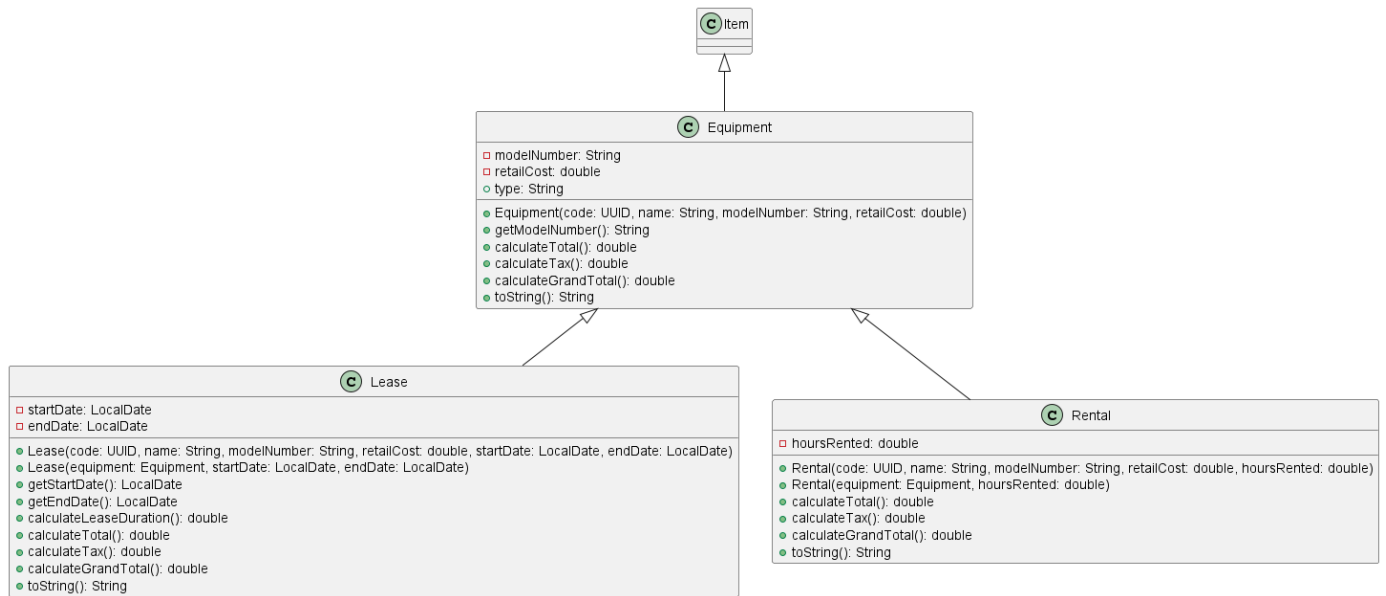 C Item
C Equipment
modelNumber: String
retailCost: double
type: String
Equipment(code: UUID, name: String, modelNumber: String, retailCost: double)
getModelNumber(): String
calculateTotal(): double
calculateTax(): double
calculateGrandTotal(): double
toString(): String
C Lease
startDate: LocalDate
endDate: LocalDate
Lease(code: UUID, name: String, modelNumber: String, retailCost: double, startDate: LocalDate, endDate: LocalDate)
Lease(equipment: Equipment, startDate: LocalDate, endDate: LocalDate)
getStartDate(): LocalDate
getEndDate(): LocalDate
calculateLeaseDuration(): double
calculateTotal(): double
calculateTax(): double
calculateGrandTotal(): double
toString(): String
C Rental
hoursRented: double
Rental(code: UUID, name: String, modelNumber: String, retailCost: double, hoursRented: double)
Rental(equipment: Equipment, hoursRented: double)
calculateTotal(): double
calculateTax(): double
calculateGrandTotal(): double
toString(): String